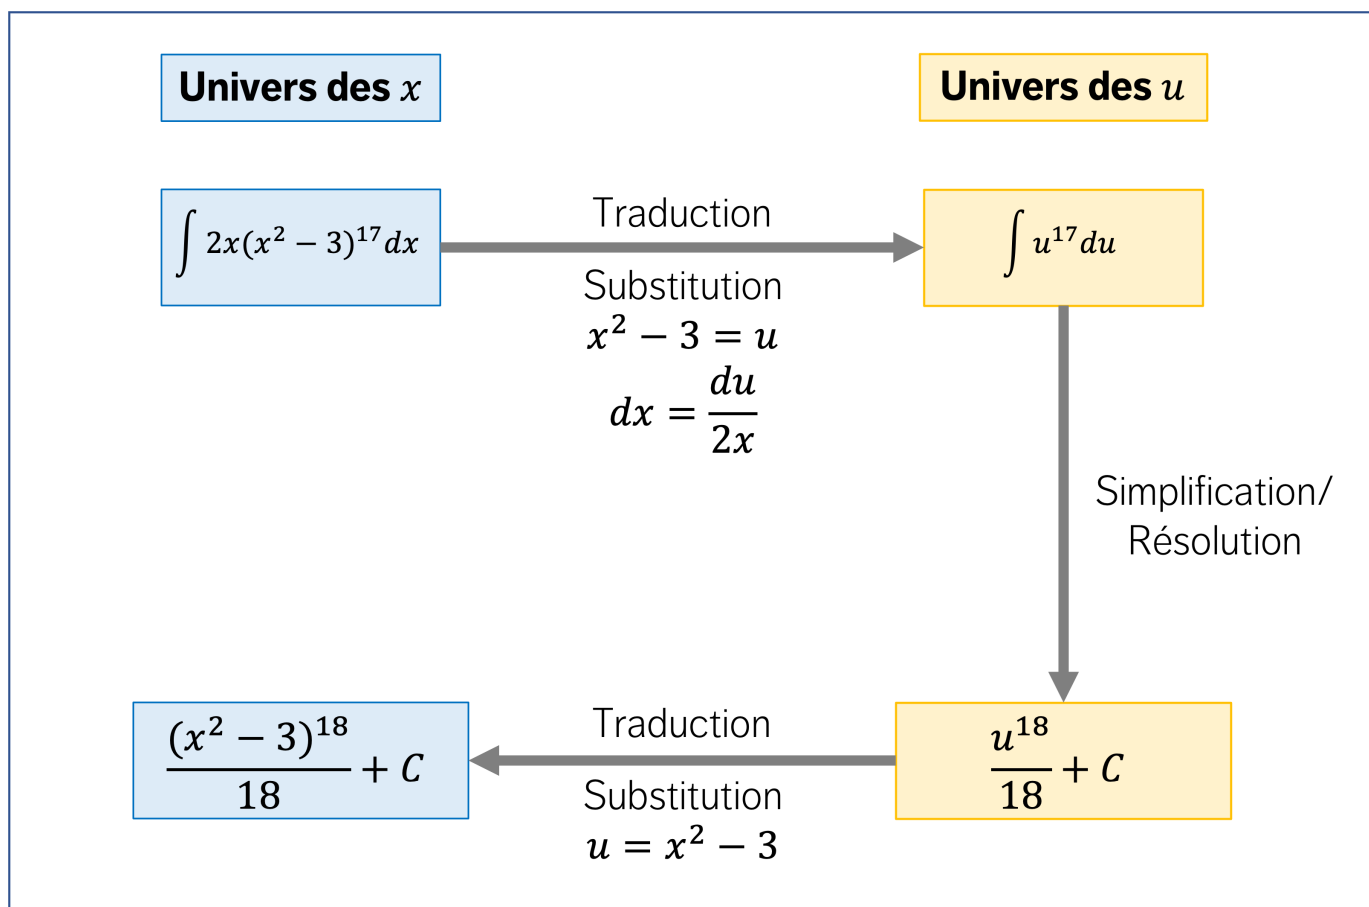 Univers des x
Univers des u
∫ 2x(x² − 3)¹⁷dx
Traduction
∫ u¹⁷du
Substitution
x² − 3 = u
dx = du/2x
Simplification/
Résolution
(x² − 3)¹⁸/18 + C
Traduction
u¹⁸/18 + C
Substitution
u = x² − 3